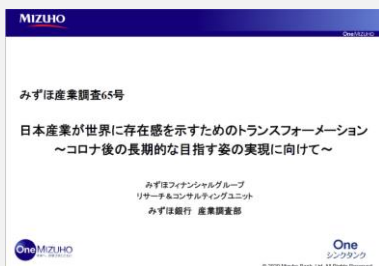 MIZUHO
One MIZUHO
みずほ産業調査65号
日本産業が世界に存在感を示すためのトランスフォーメーション
～コロナ後の長期的な目指す姿の実現に向けて～
みずほフィナンシャルグループ
リサーチ&コンサルティングユニット
みずほ銀行 産業調査部
One MIZUHO
One
シンクタンク